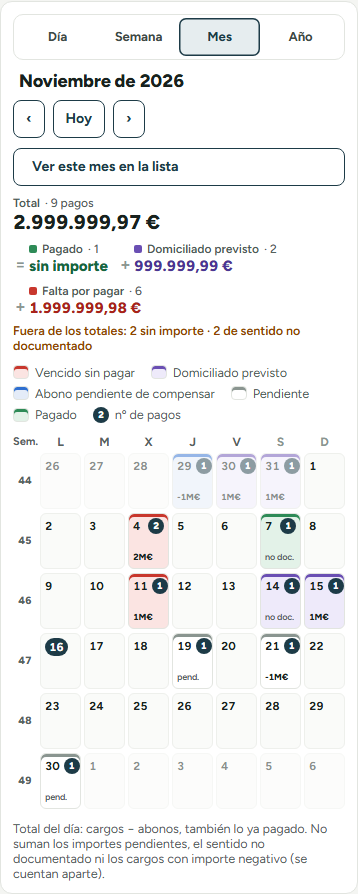 Día Semana Mes Año
Noviembre de 2026
‹ Hoy ›
Ver este mes en la lista
Total · 9 pagos
2.999.999,97 €
Pagado · 1 Domiciliado previsto · 2
= sin importe + 999.999,99 €
Falta por pagar · 6
+ 1.999.999,98 €
Fuera de los totales: 2 sin importe · 2 de sentido no
documentado
Vencido sin pagar Domiciliado previsto
Abono pendiente de compensar Pendiente
Pagado 2 nº de pagos
Sem. L M X J V S D
44 26 27 28 29 1 30 1 31 1 1
-1M€ 1M€ 1M€
45 2 3 4 2 5 6 7 1 8
2M€ no doc.
46 9 10 11 1 12 13 14 1 15 1
1M€ no doc. 1M€
47 16 17 18 19 1 20 21 1 22
pend. -1M€
48 23 24 25 26 27 28 29
49 30 1 1 2 3 4 5 6
pend.
Total del día: cargos − abonos, también lo ya pagado. No
suman los importes pendientes, el sentido no
documentado ni los cargos con importe negativo (se
cuentan aparte).